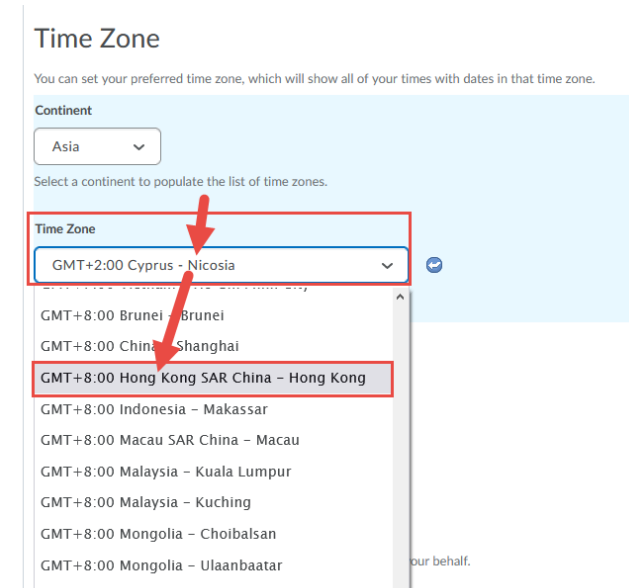 Time Zone
You can set your preferred time zone, which will show all of your times with dates in that time zone.
Continent
Asia
Select a continent to populate the list of time zones.
Time Zone
GMT+2:00 Cyprus - Nicosia
GMT+8:00 Brunei – Brunei
GMT+8:00 China – Shanghai
GMT+8:00 Hong Kong SAR China – Hong Kong
GMT+8:00 Indonesia – Makassar
GMT+8:00 Macau SAR China – Macau
GMT+8:00 Malaysia – Kuala Lumpur
GMT+8:00 Malaysia – Kuching
GMT+8:00 Mongolia – Choibalsan
GMT+8:00 Mongolia – Ulaanbaatar
our behalf.